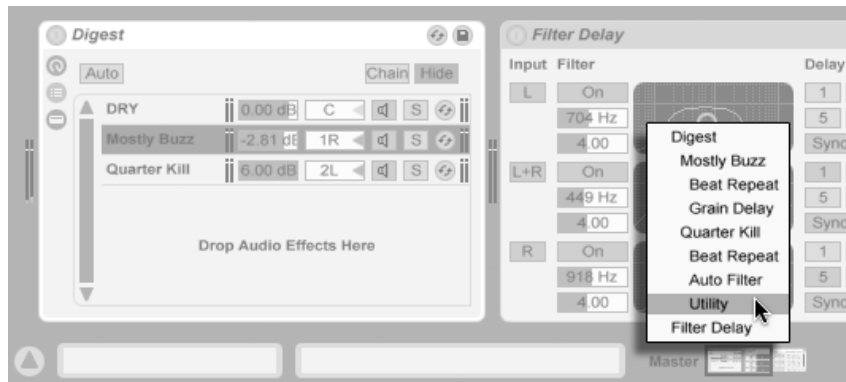 Digest
Auto
Chain Hide
DRY 0.00 dB C S
Mostly Buzz -2.81 dB 1R S
Quarter Kill 6.00 dB 2L S
Drop Audio Effects Here
Filter Delay
Input Filter Delay
L On 1
704 Hz 5
4.00 Sync
L+R On 1
449 Hz 5
4.00 Sync
R On 1
918 Hz 5
4.00 Sync
Digest
Mostly Buzz
Beat Repeat
Grain Delay
Quarter Kill
Beat Repeat
Auto Filter
Utility
Filter Delay
Master